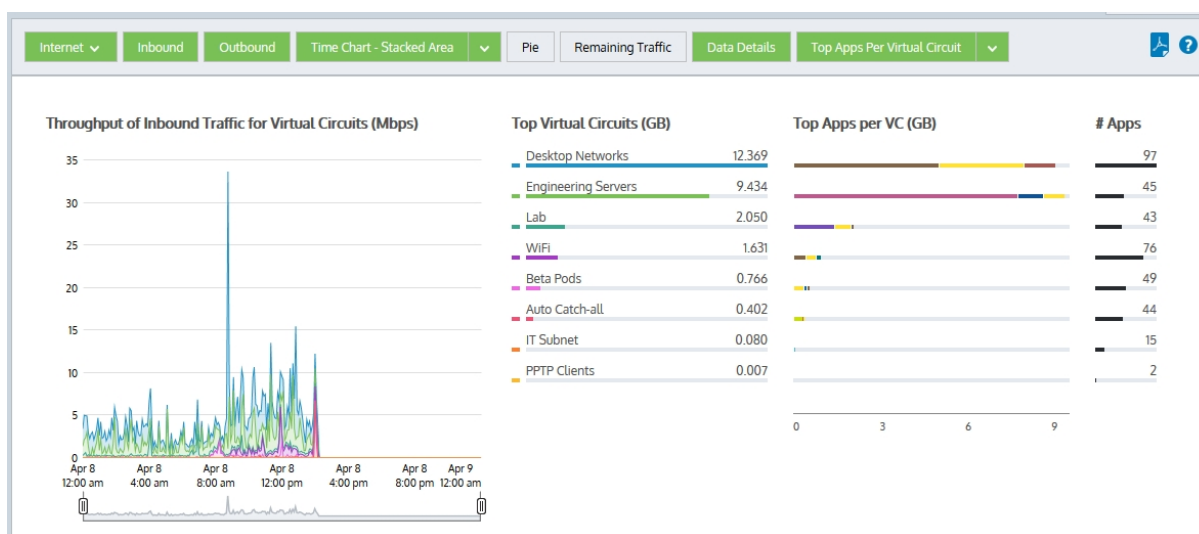 Internet Inbound Outbound Time Chart - Stacked Area Pie Remaining Traffic Data Details Top Apps Per Virtual Circuit ?
Throughput of Inbound Traffic for Virtual Circuits (Mbps)
35
30
25
20
15
10
5
0
Apr 8 Apr 8 Apr 8 Apr 8 Apr 8 Apr 8 Apr 9
12:00 am 4:00 am 8:00 am 12:00 pm 4:00 pm 8:00 pm 12:00 am
Top Virtual Circuits (GB)
Desktop Networks 12.369
Engineering Servers 9.434
Lab 2.050
WiFi 1.631
Beta Pods 0.766
Auto Catch-all 0.402
IT Subnet 0.080
PPTP Clients 0.007
Top Apps per VC (GB)
0 3 6 9
# Apps
97
45
43
76
49
44
15
2